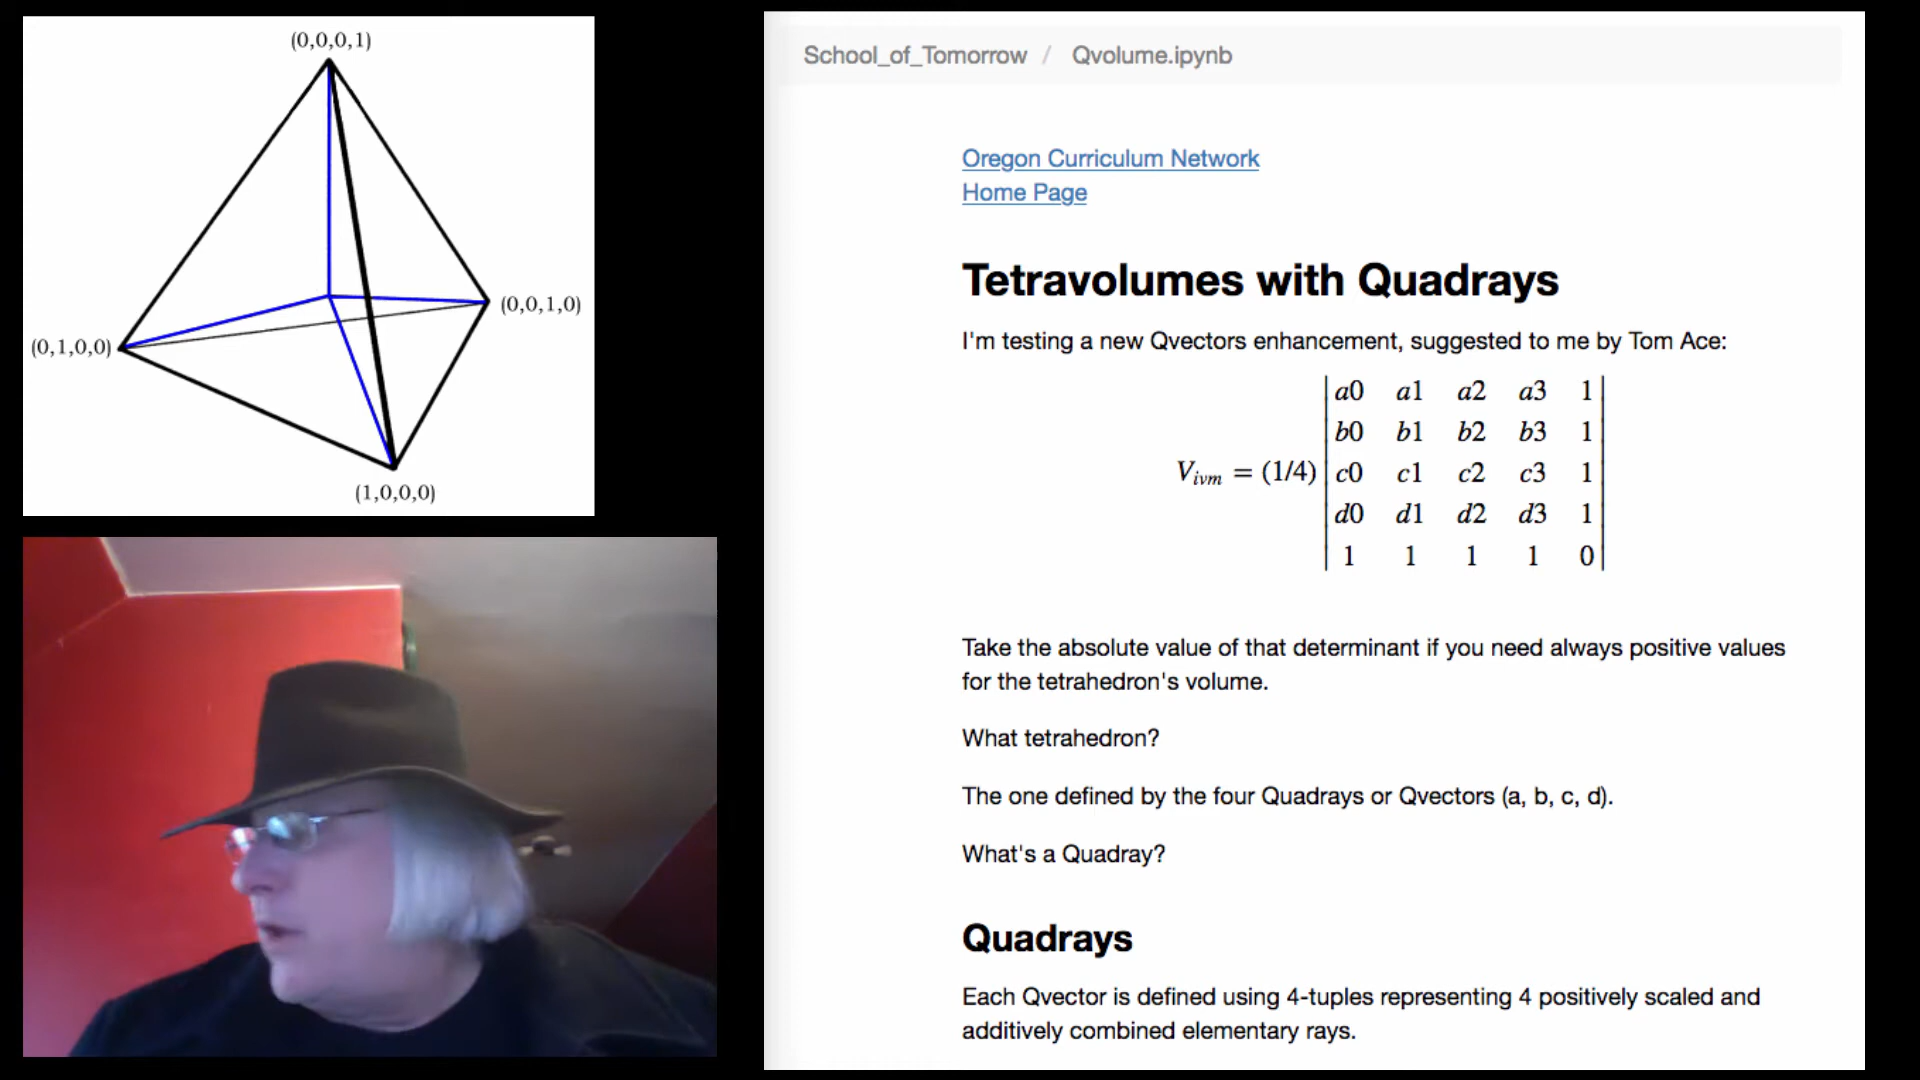 (0,0,0,1)
(0,0,1,0)
(0,1,0,0)
(1,0,0,0)
School_of_Tomorrow / Qvolume.ipynb
Oregon Curriculum Network
Home Page
Tetravolumes with Quadrays
I'm testing a new Qvectors enhancement, suggested to me by Tom Ace:
a0 a1 a2 a3 1
b0 b1 b2 b3 1
V_ivm = (1/4) c0 c1 c2 c3 1
d0 d1 d2 d3 1
1 1 1 1 0
Take the absolute value of that determinant if you need always positive values
for the tetrahedron's volume.
What tetrahedron?
The one defined by the four Quadrays or Qvectors (a, b, c, d).
What's a Quadray?
Quadrays
Each Qvector is defined using 4-tuples representing 4 positively scaled and
additively combined elementary rays.